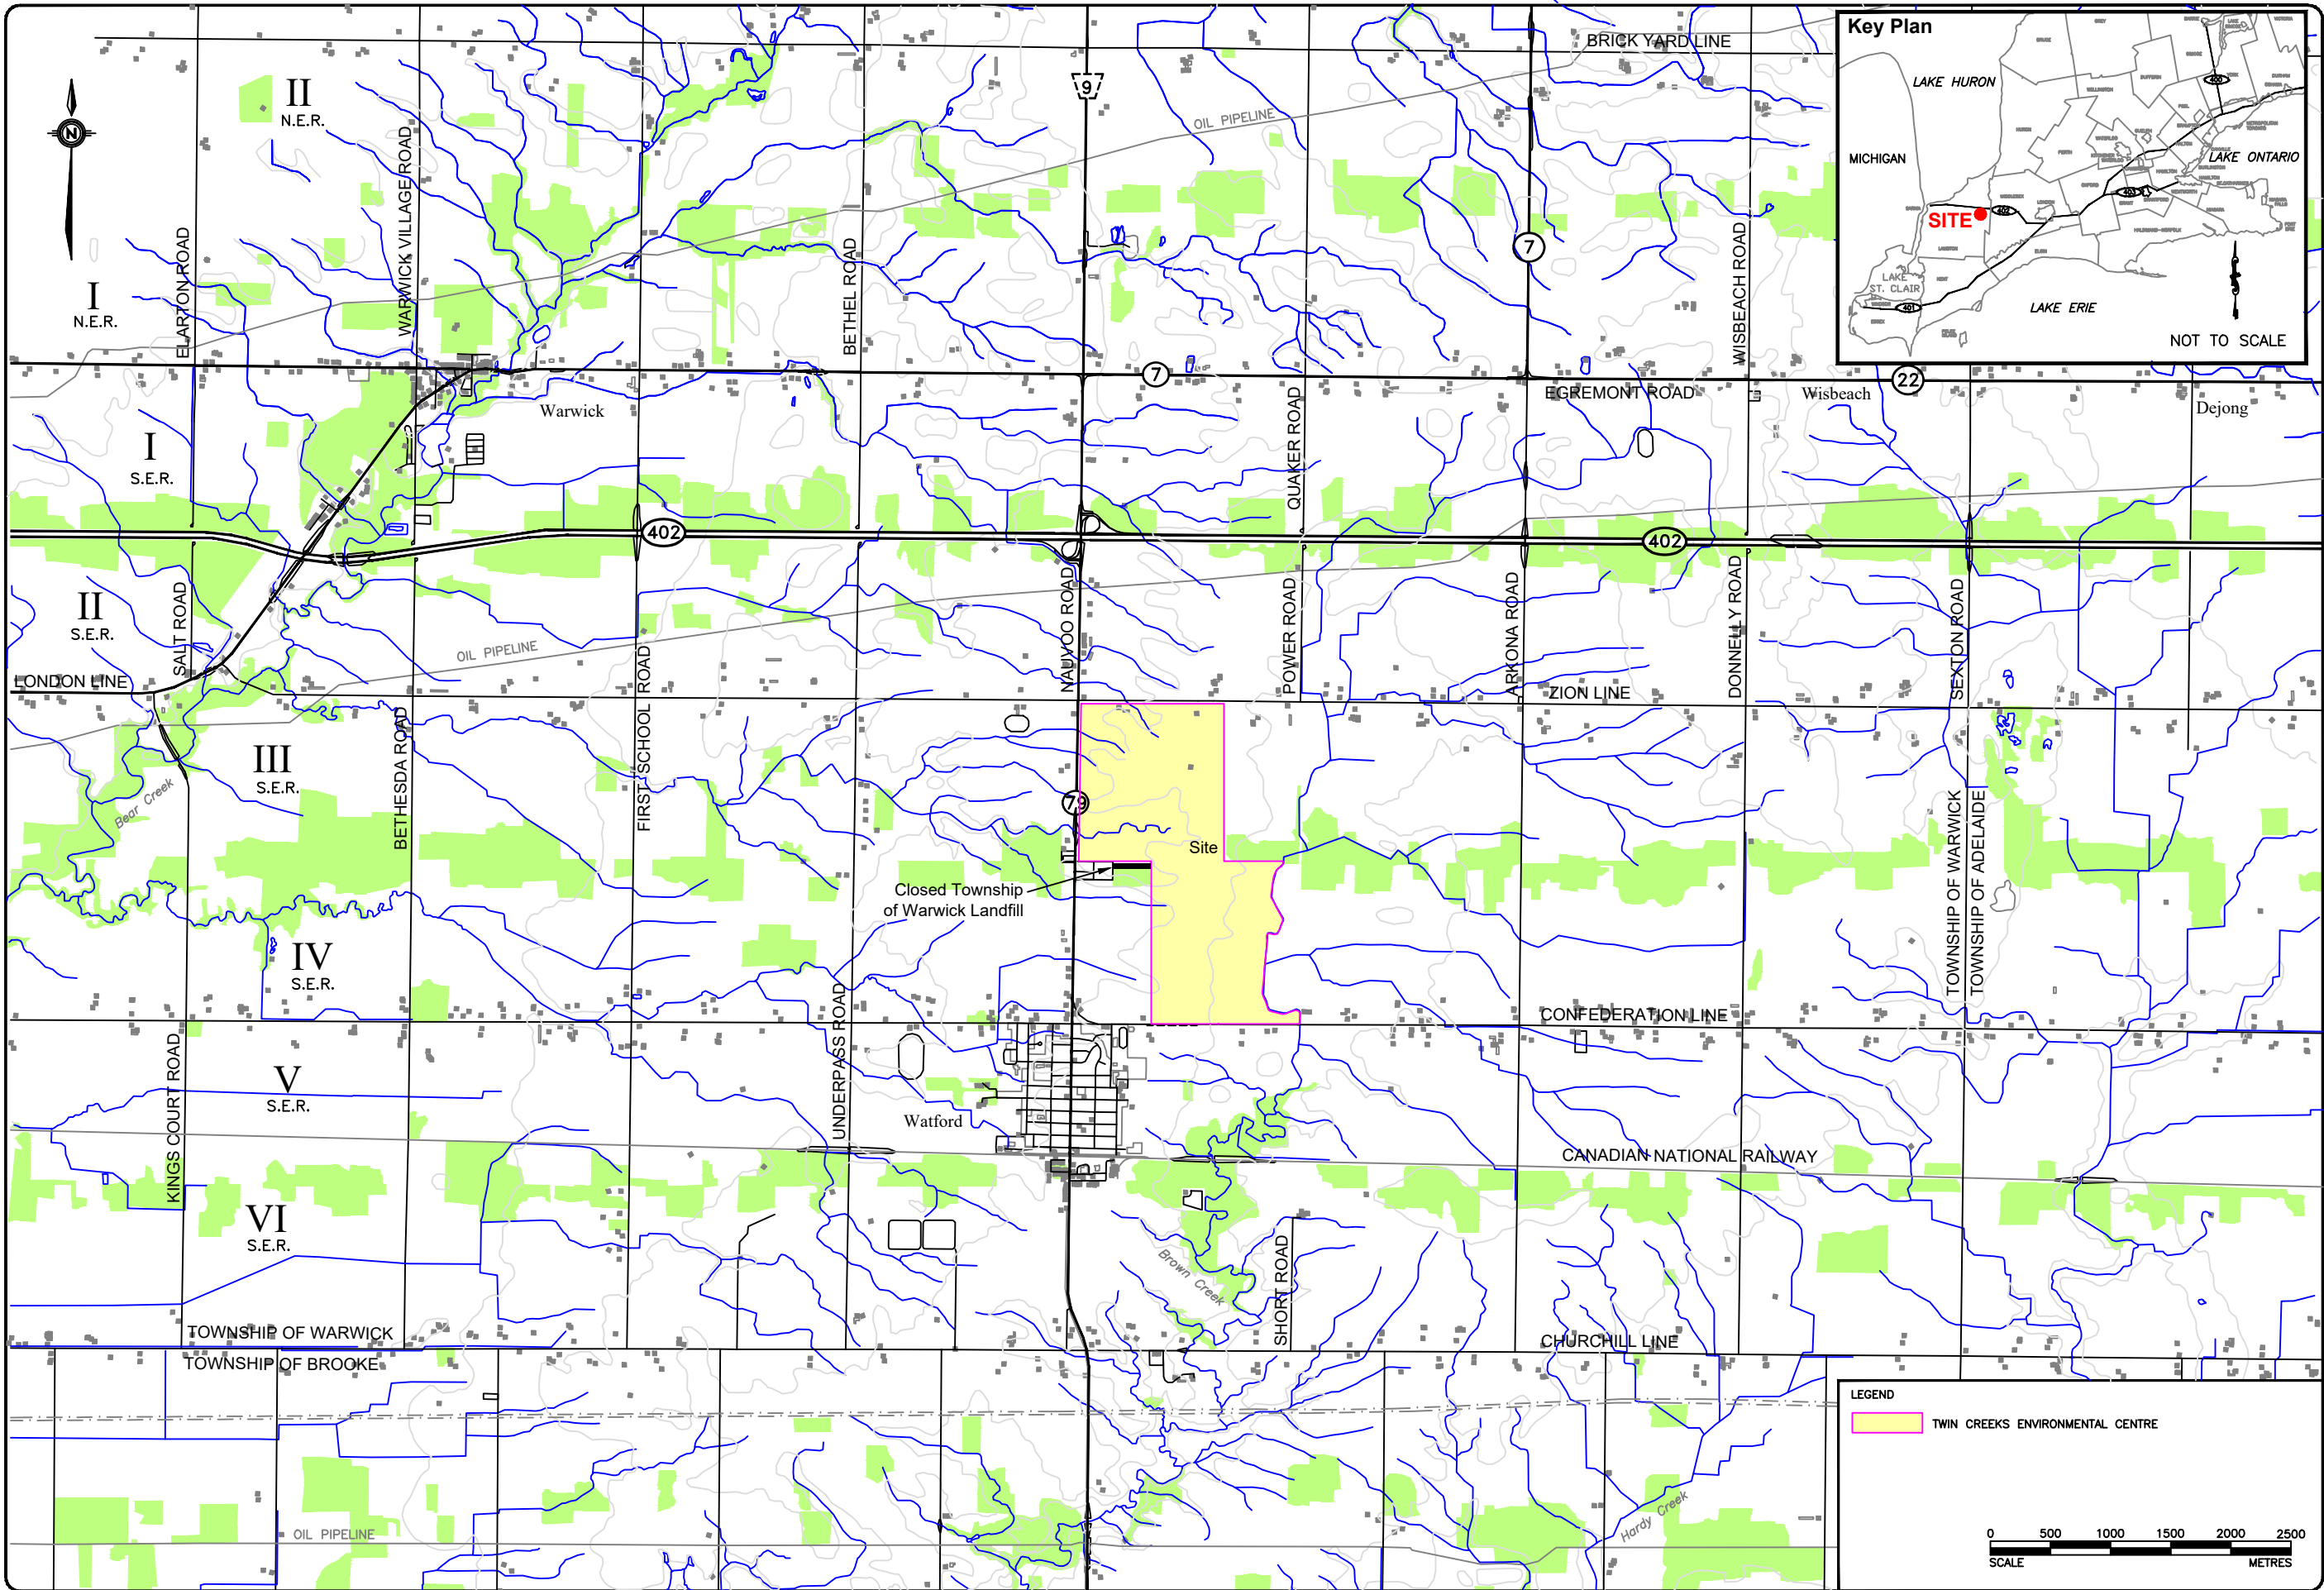 BRICK YARD LINE
Key Plan
LAKE HURON
MICHIGAN
LAKE ONTARIO
SITE
400
403
402
401
LAKE
ST. CLAIR
LAKE ERIE
NOT TO SCALE
N
II
N.E.R.
I
N.E.R.
9
OIL PIPELINE
7
ELARTON ROAD
WARWICK VILLAGE ROAD
BETHEL ROAD
WISBEACH ROAD
7
22
EGREMONT ROAD
Warwick
Wisbeach
Dejong
I
S.E.R.
QUAKER ROAD
402
402
II
S.E.R.
SALT ROAD
OIL PIPELINE
FIRST SCHOOL ROAD
NAUVOO ROAD
POWER ROAD
ARKONA ROAD
DONNELLY ROAD
SEXTON ROAD
LONDON LINE
ZION LINE
III
S.E.R.
BETHESDA ROAD
Bear Creek
79
Site
Closed Township
of Warwick Landfill
TOWNSHIP OF WARWICK
TOWNSHIP OF ADELAIDE
IV
S.E.R.
UNDERPASS ROAD
CONFEDERATION LINE
KINGS COURT ROAD
V
S.E.R.
Watford
CANADIAN NATIONAL RAILWAY
VI
S.E.R.
Brown Creek
SHORT ROAD
TOWNSHIP OF WARWICK
TOWNSHIP OF BROOKE
CHURCHILL LINE
LEGEND
TWIN CREEKS ENVIRONMENTAL CENTRE
OIL PIPELINE
Hardy Creek
0 500 1000 1500 2000 2500
SCALE METRES